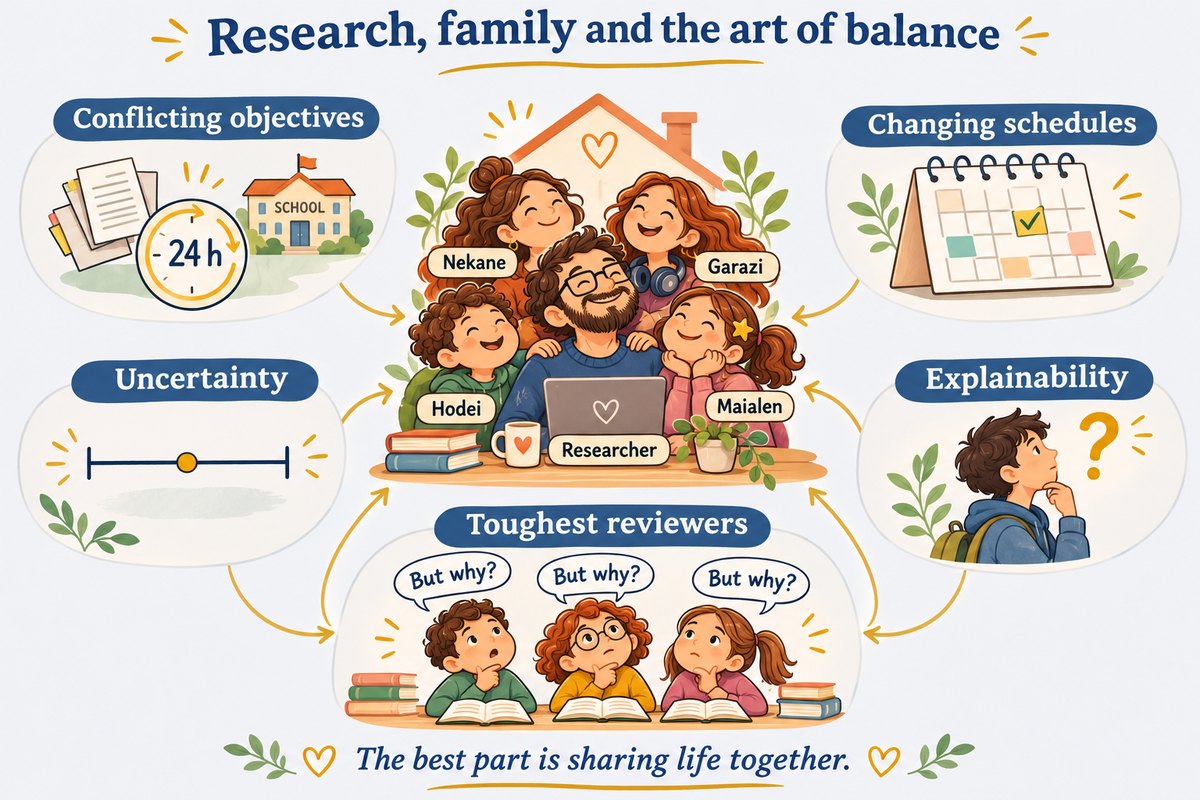 Research, family and the art of balance
Conflicting objectives
24 h
SCHOOL
Changing schedules
Nekane
Garazi
Hodei
Maialen
Researcher
Uncertainty
Explainability
?
Toughest reviewers
But why?
But why?
But why?
The best part is sharing life together.